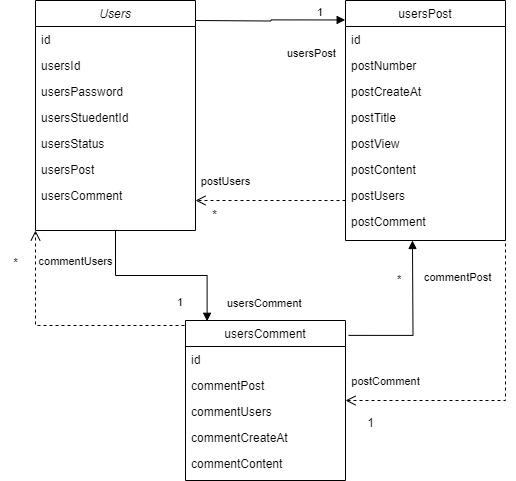 Users
id
usersId
usersPassword
usersStuedentId
usersStatus
usersPost
usersComment
1
usersPost
usersPost
id
postNumber
postCreateAt
postTitle
postView
postContent
postUsers
postComment
postUsers
*
* commentUsers
* commentPost
1 usersComment
usersComment
id
commentPost
commentUsers
commentCreateAt
commentContent
postComment
1